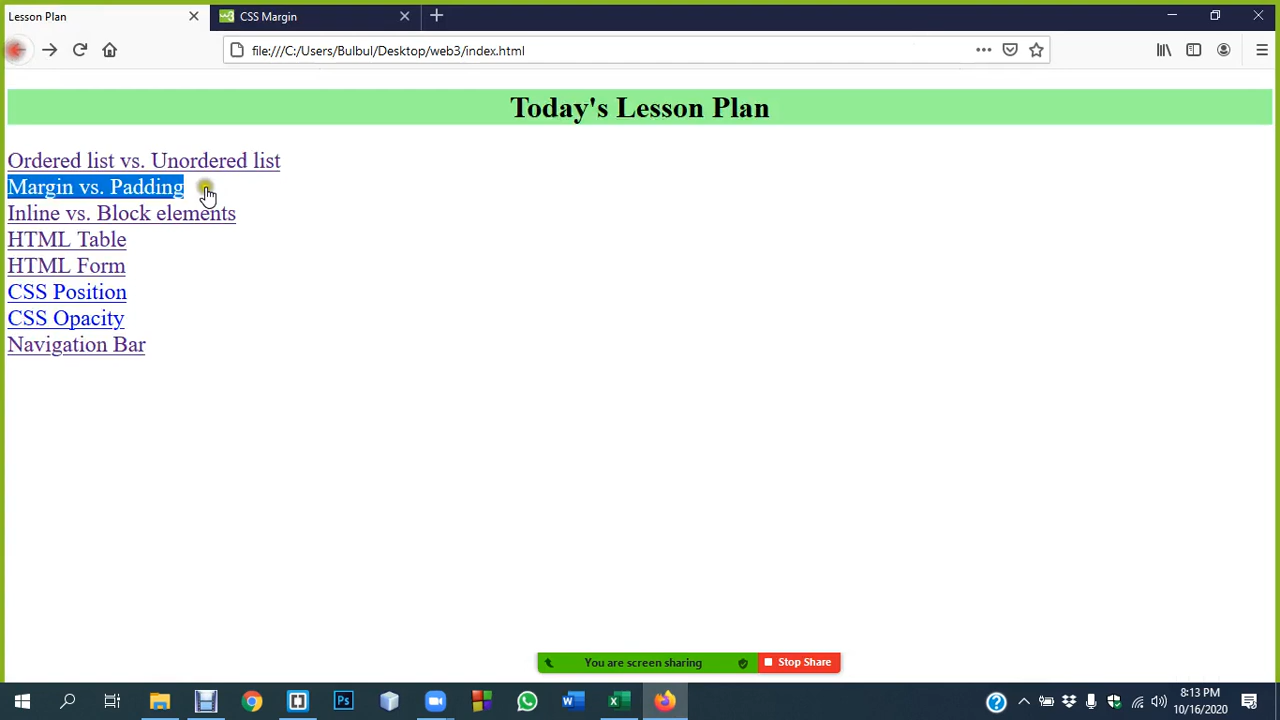 Lesson Plan
CSS Margin
file:///C:/Users/Bulbul/Desktop/web3/index.html
Today's Lesson Plan
Ordered list vs. Unordered list
Margin vs. Padding
Inline vs. Block elements
HTML Table
HTML Form
CSS Position
CSS Opacity
Navigation Bar
You are screen sharing
Stop Share
8:13 PM
10/16/2020